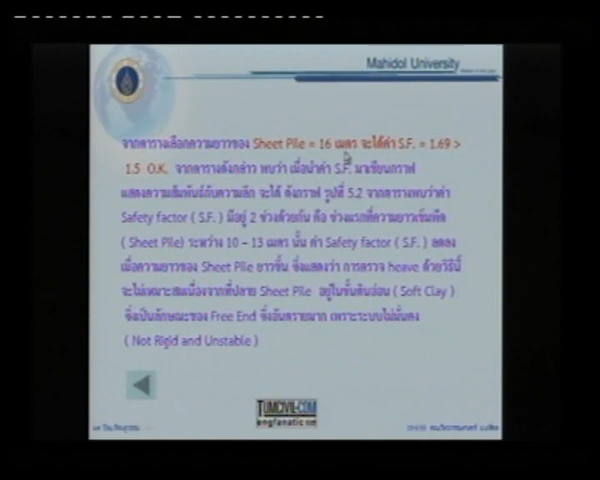 Mahidol University
จากตารางเลือกความยาวของ Sheet Pile = 16 เมตร จะได้ค่า S.F. = 1.69 >
1.5 O.K. จากตารางดังกล่าว พบว่า เมื่อนำค่า S.F. มาเขียนกราฟ
แสดงความสัมพันธ์กับความลึก จะได้ ดังกราฟ รูปที่ 5.2 จากตารางพบว่าค่า
Safety factor ( S.F. ) มีอยู่ 2 ช่วงด้วยกัน คือ ช่วงแรกที่ความยาวเข็มพืด
( Sheet Pile) ระหว่าง 10 – 13 เมตร นั้น ค่า Safety factor ( S.F. ) ลดลง
เมื่อความยาวของ Sheet Pile ยาวขึ้น ซึ่งแสดงว่า การตรวจ heave ด้วยวิธีนี้
จะไม่เหมาะสมเนื่องจากที่ปลาย Sheet Pile อยู่ในชั้นดินอ่อน ( Soft Clay )
ซึ่งเป็นลักษณะของ Free End ซึ่งอันตรายมาก เพราะระบบไม่มั่นคง
( Not Rigid and Unstable )
TUMCIVIL.COM
engfanatic